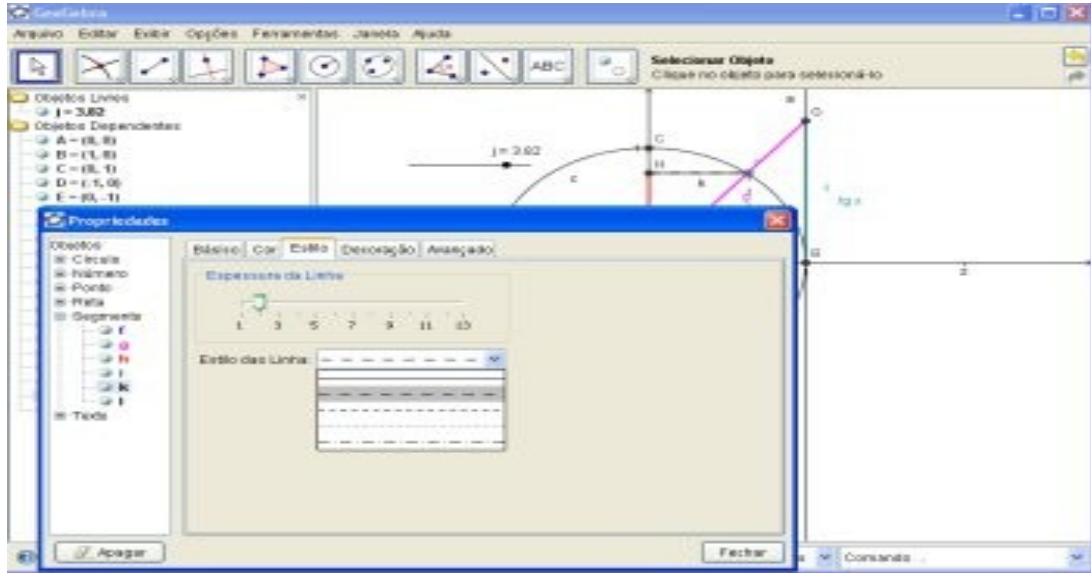 GeoGebra
Arquivo Editar Exibir Opções Ferramentas Janela Ajuda
ABC
Selecionar Objeto
Clique no objeto para selecioná-lo
Objetos Livres
j = 3.82
Objetos Dependentes
A = (0, 0)
B = (1, 0)
C = (0, 1)
D = (-1, 0)
E = (0, -1)
j = 3.82
c
C
1
H
k
d
G
tg x
B
2
Propriedades
Objetos
Círculo
Número
Ponto
Reta
Segmento
f
g
h
i
k
l
Texto
Básico Cor Estilo Decoração Avançado
Espessura da Linha
1 3 5 7 9 11 13
Estilo das Linha:
Apagar
Fechar
Comando ...